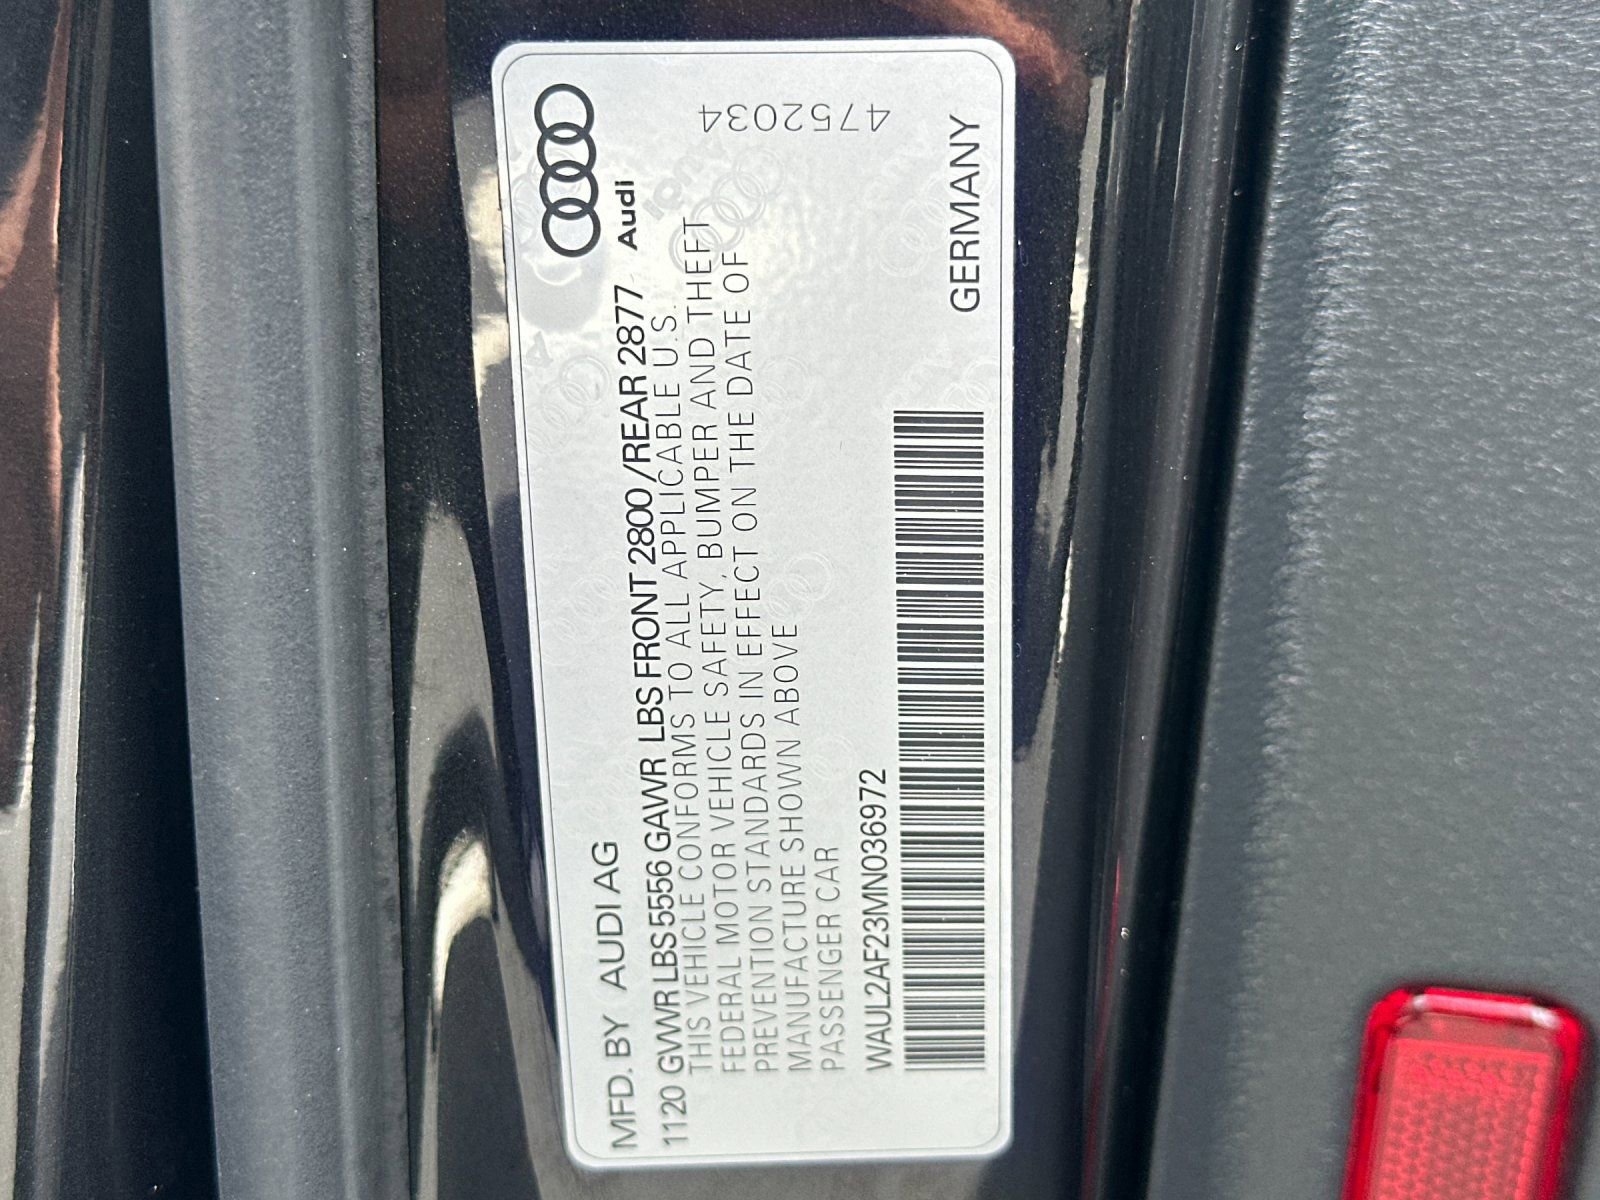 MFD. BY AUDI AG
Audi
1120 GVWR LBS 5556 GAWR LBS FRONT 2800/REAR 2877
THIS VEHICLE CONFORMS TO ALL APPLICABLE U.S.
FEDERAL MOTOR VEHICLE SAFETY, BUMPER AND THEFT
PREVENTION STANDARDS IN EFFECT ON THE DATE OF
MANUFACTURE SHOWN ABOVE
PASSENGER CAR
4752034
WAUL2AF23MN036972
GERMANY